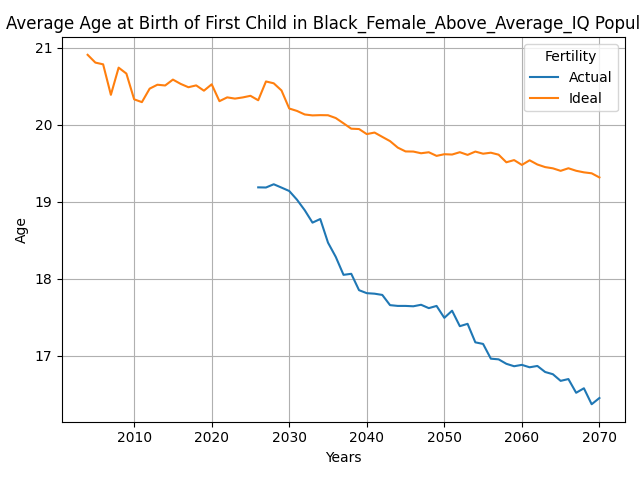 Average Age at Birth of First Child in Black_Female_Above_Average_IQ Popul
21
20
19
18
17
Age
Fertility
Actual
Ideal
2010 2020 2030 2040 2050 2060 2070
Years